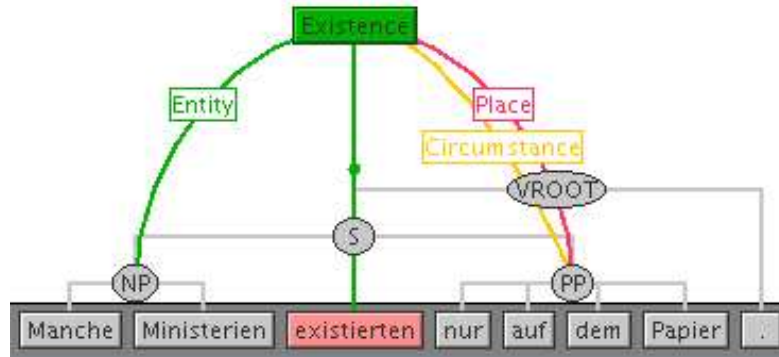 Existence
Entity Place
Circumstance
VROOT
S
NP PP
Manche Ministerien existierten nur auf dem Papier .